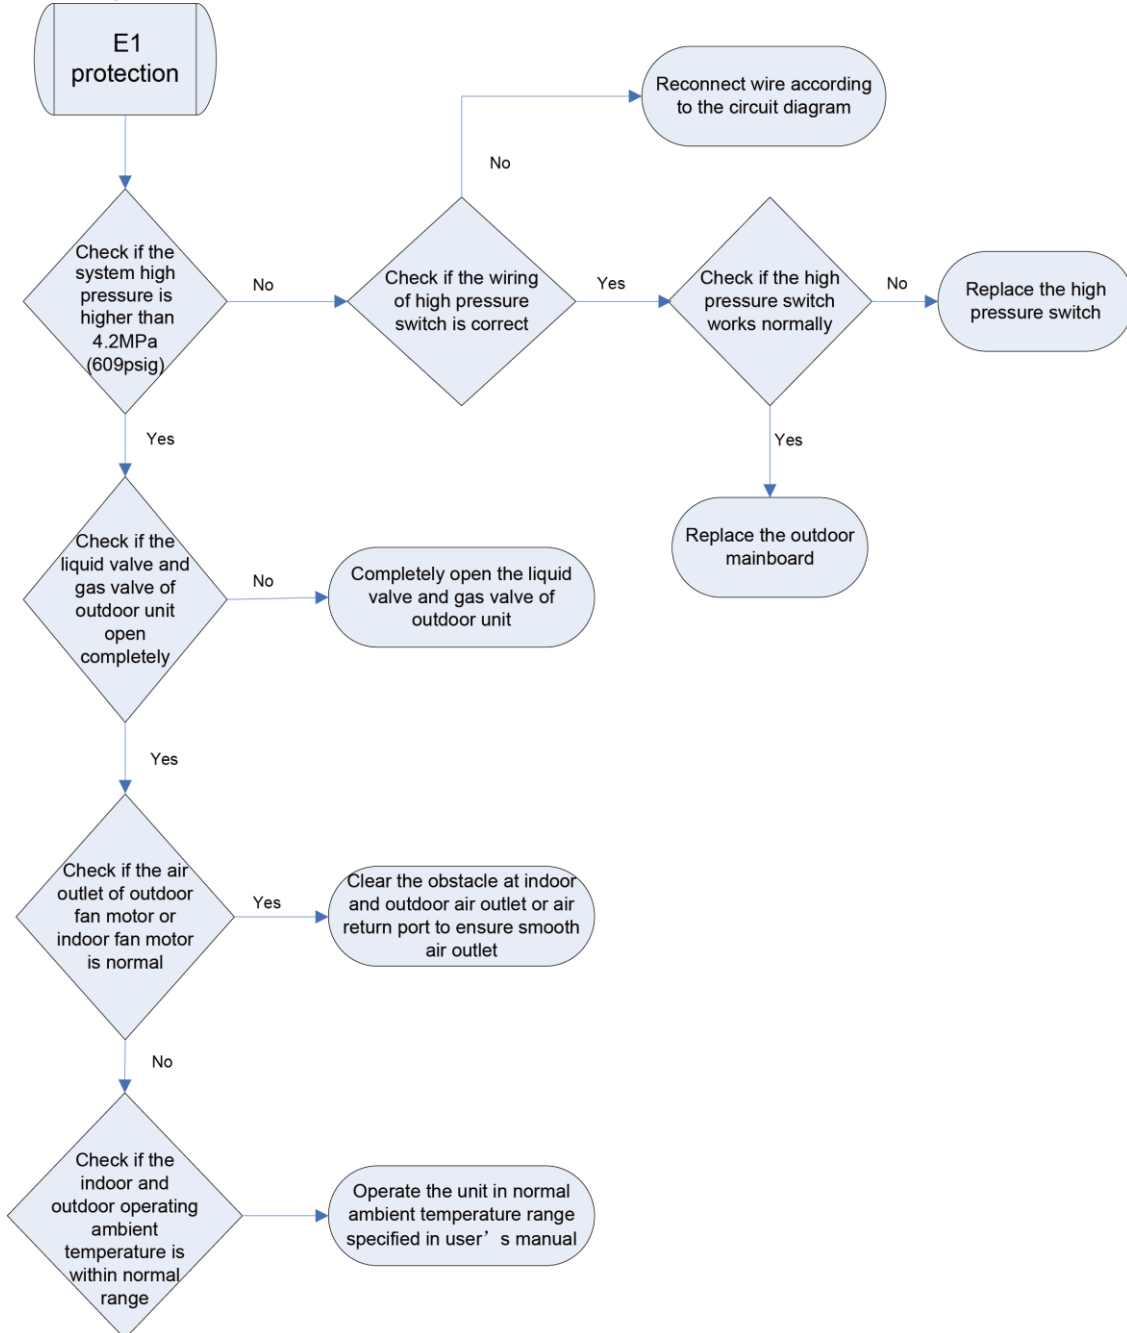 E1
protection
Reconnect wire according
to the circuit diagram
No
Check if the
system high
pressure is
higher than
4.2MPa
(609psig)
No
Check if the wiring
of high pressure
switch is correct
Yes
Check if the high
pressure switch
works normally
No
Replace the high
pressure switch
Yes
Yes
Replace the outdoor
mainboard
Check if the
liquid valve and
gas valve of
outdoor unit
open
completely
No
Completely open the liquid
valve and gas valve of
outdoor unit
Yes
Check if the air
outlet of outdoor
fan motor or
indoor fan motor
is normal
Yes
Clear the obstacle at indoor
and outdoor air outlet or air
return port to ensure smooth
air outlet
No
Check if the
indoor and
outdoor operating
ambient
temperature is
within normal
range
Operate the unit in normal
ambient temperature range
specified in user’s manual